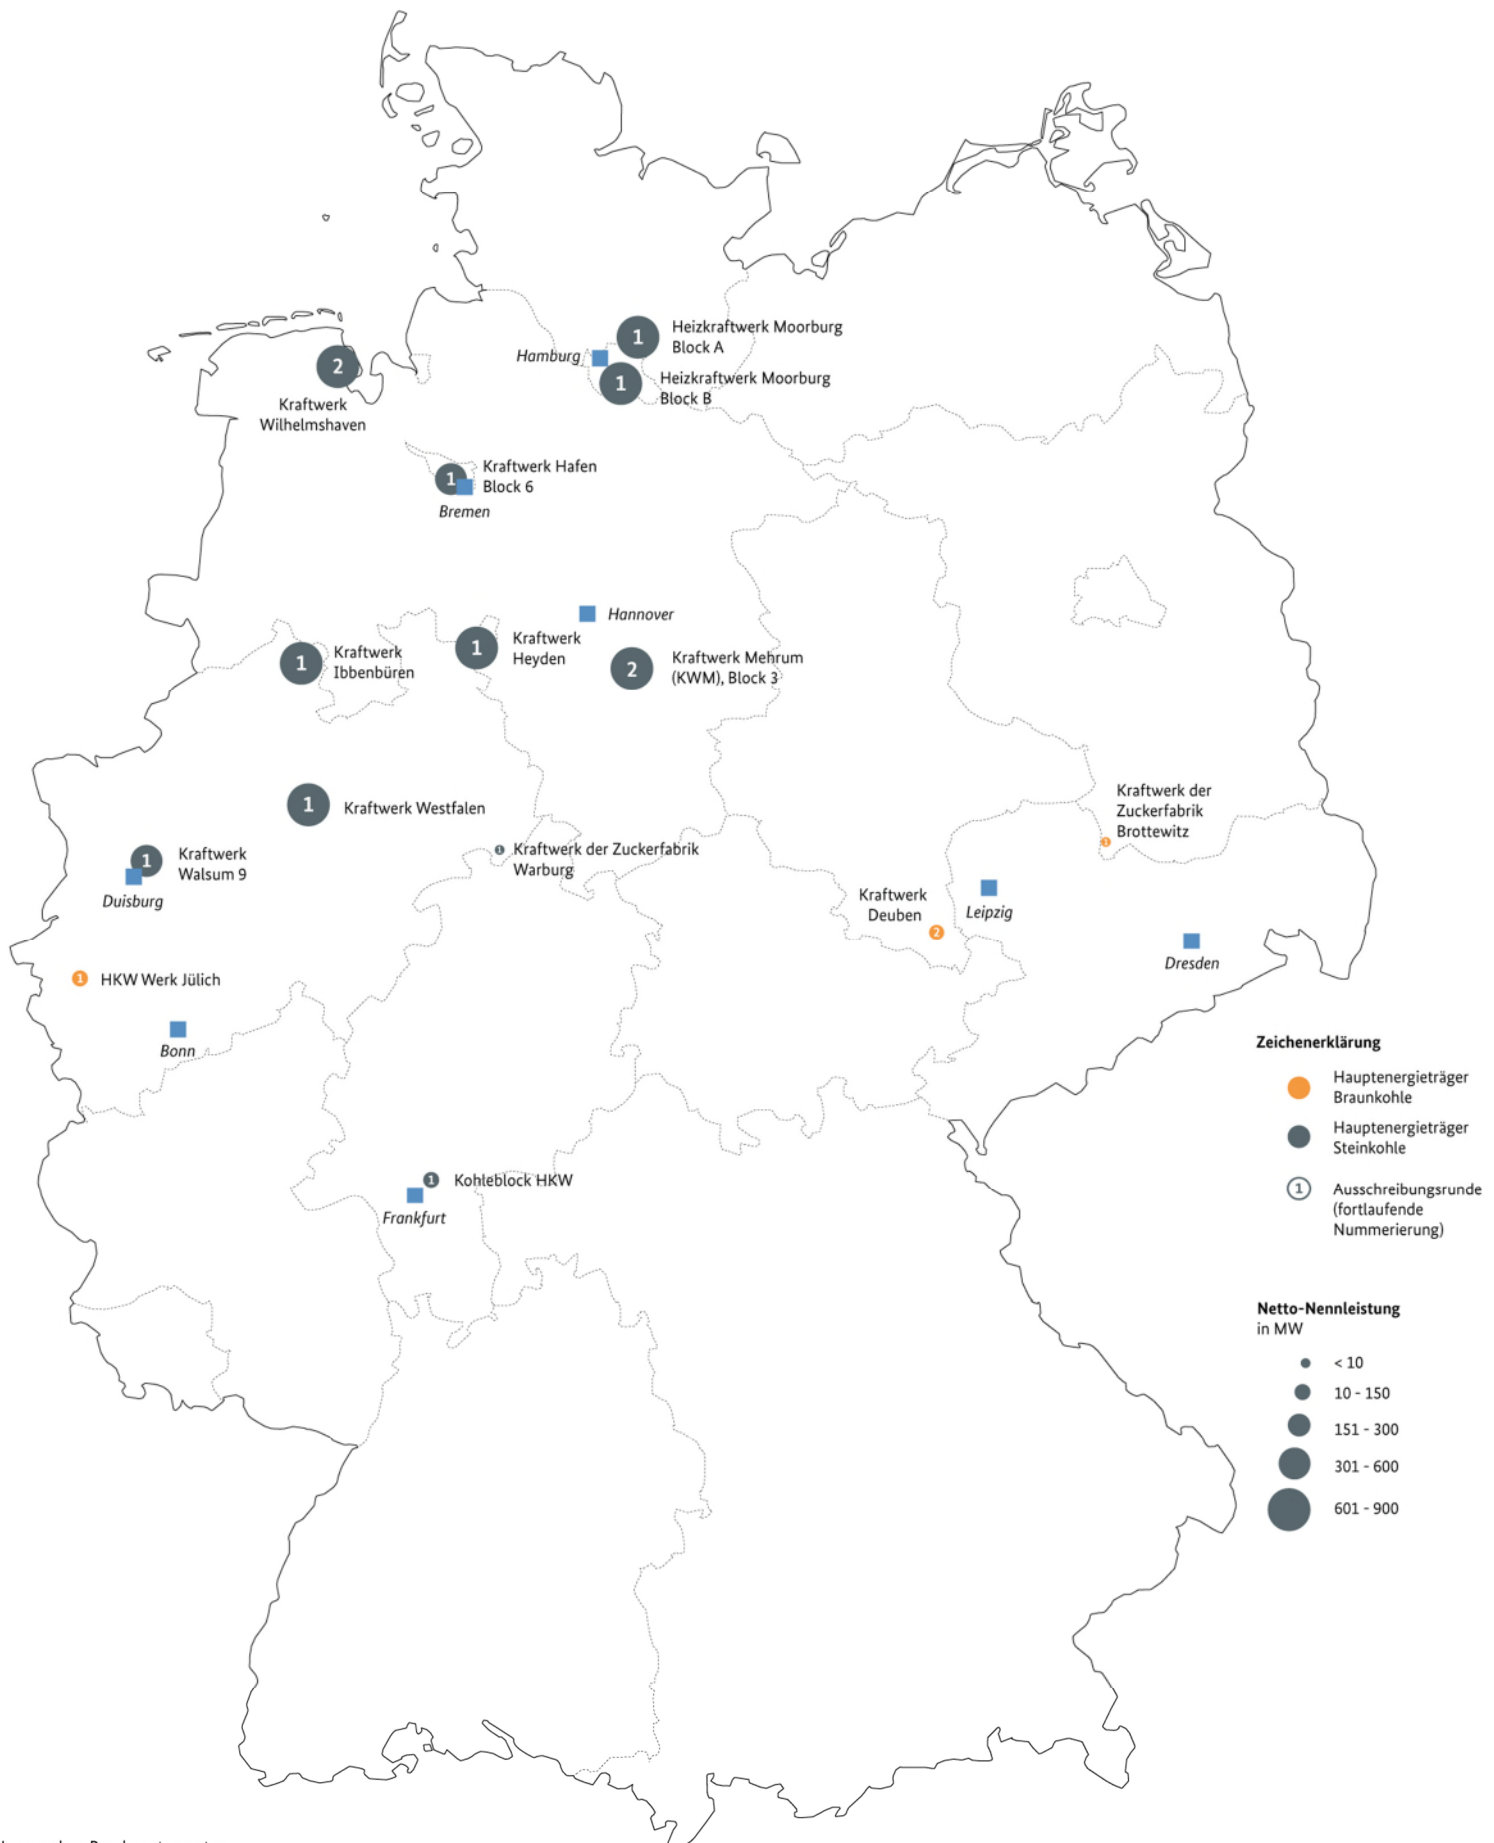 1
Heizkraftwerk Moorburg
Block A
Hamburg
1
Heizkraftwerk Moorburg
Block B
2
Kraftwerk
Wilhelmshaven
1
Kraftwerk Hafen
Block 6
Bremen
Hannover
1
Kraftwerk
Ibbenbüren
1
Kraftwerk
Heyden
2
Kraftwerk Mehrum
(KWM), Block 3
1
Kraftwerk Westfalen
Kraftwerk der
Zuckerfabrik
Brottewitz
1
1
Kraftwerk der Zuckerfabrik
Warburg
1
Kraftwerk
Walsum 9
Duisburg
Kraftwerk
Deuben
2
Leipzig
Dresden
1
HKW Werk Jülich
Bonn
1
Kohleblock HKW
Frankfurt
Zeichenerklärung
Hauptenergieträger
Braunkohle
Hauptenergieträger
Steinkohle
1
Ausschreibungsrunde
(fortlaufende
Nummerierung)
Netto-Nennleistung
in MW
< 10
10 - 150
151 - 300
301 - 600
601 - 900